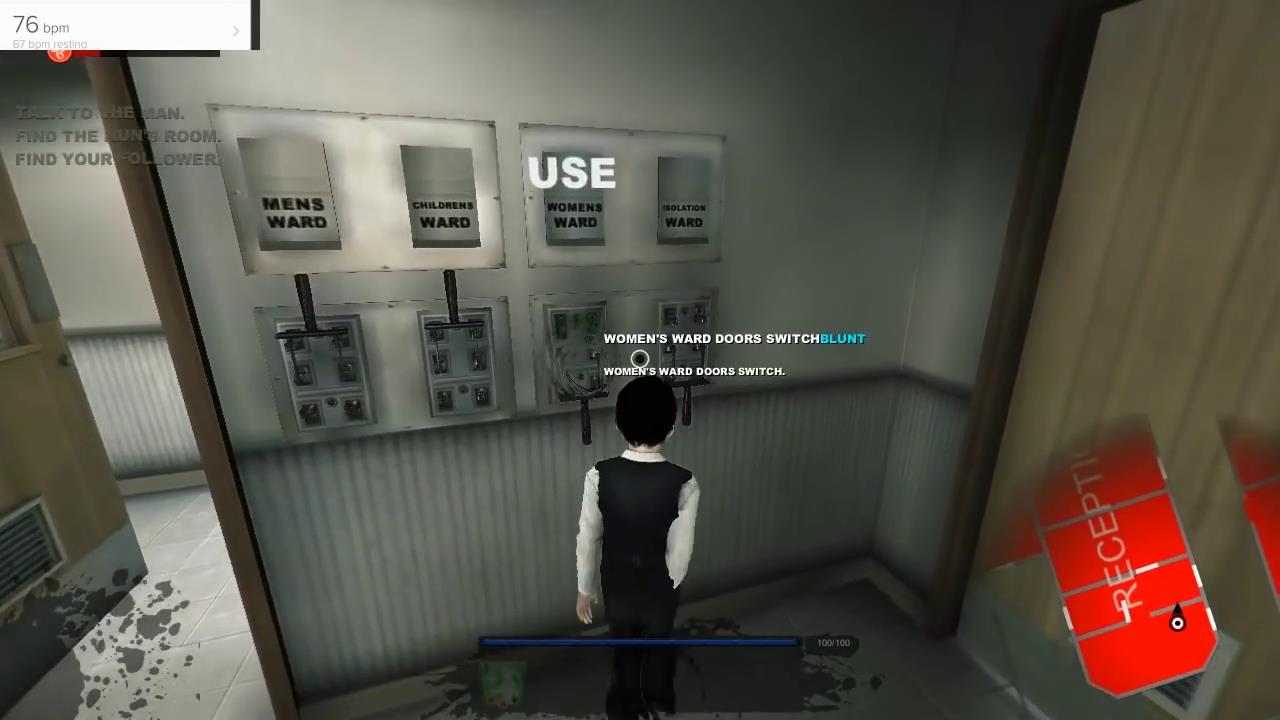 76 bpm
67 bpm resting
TALK TO THE MAN.
FIND THE NUN'S ROOM.
FIND YOUR FOLLOWER.
USE
MENS
WARD
CHILDRENS
WARD
WOMENS
WARD
ISOLATION
WARD
WOMEN'S WARD DOORS SWITCHBLUNT
WOMEN'S WARD DOORS SWITCH.
RECEPTI
100/100